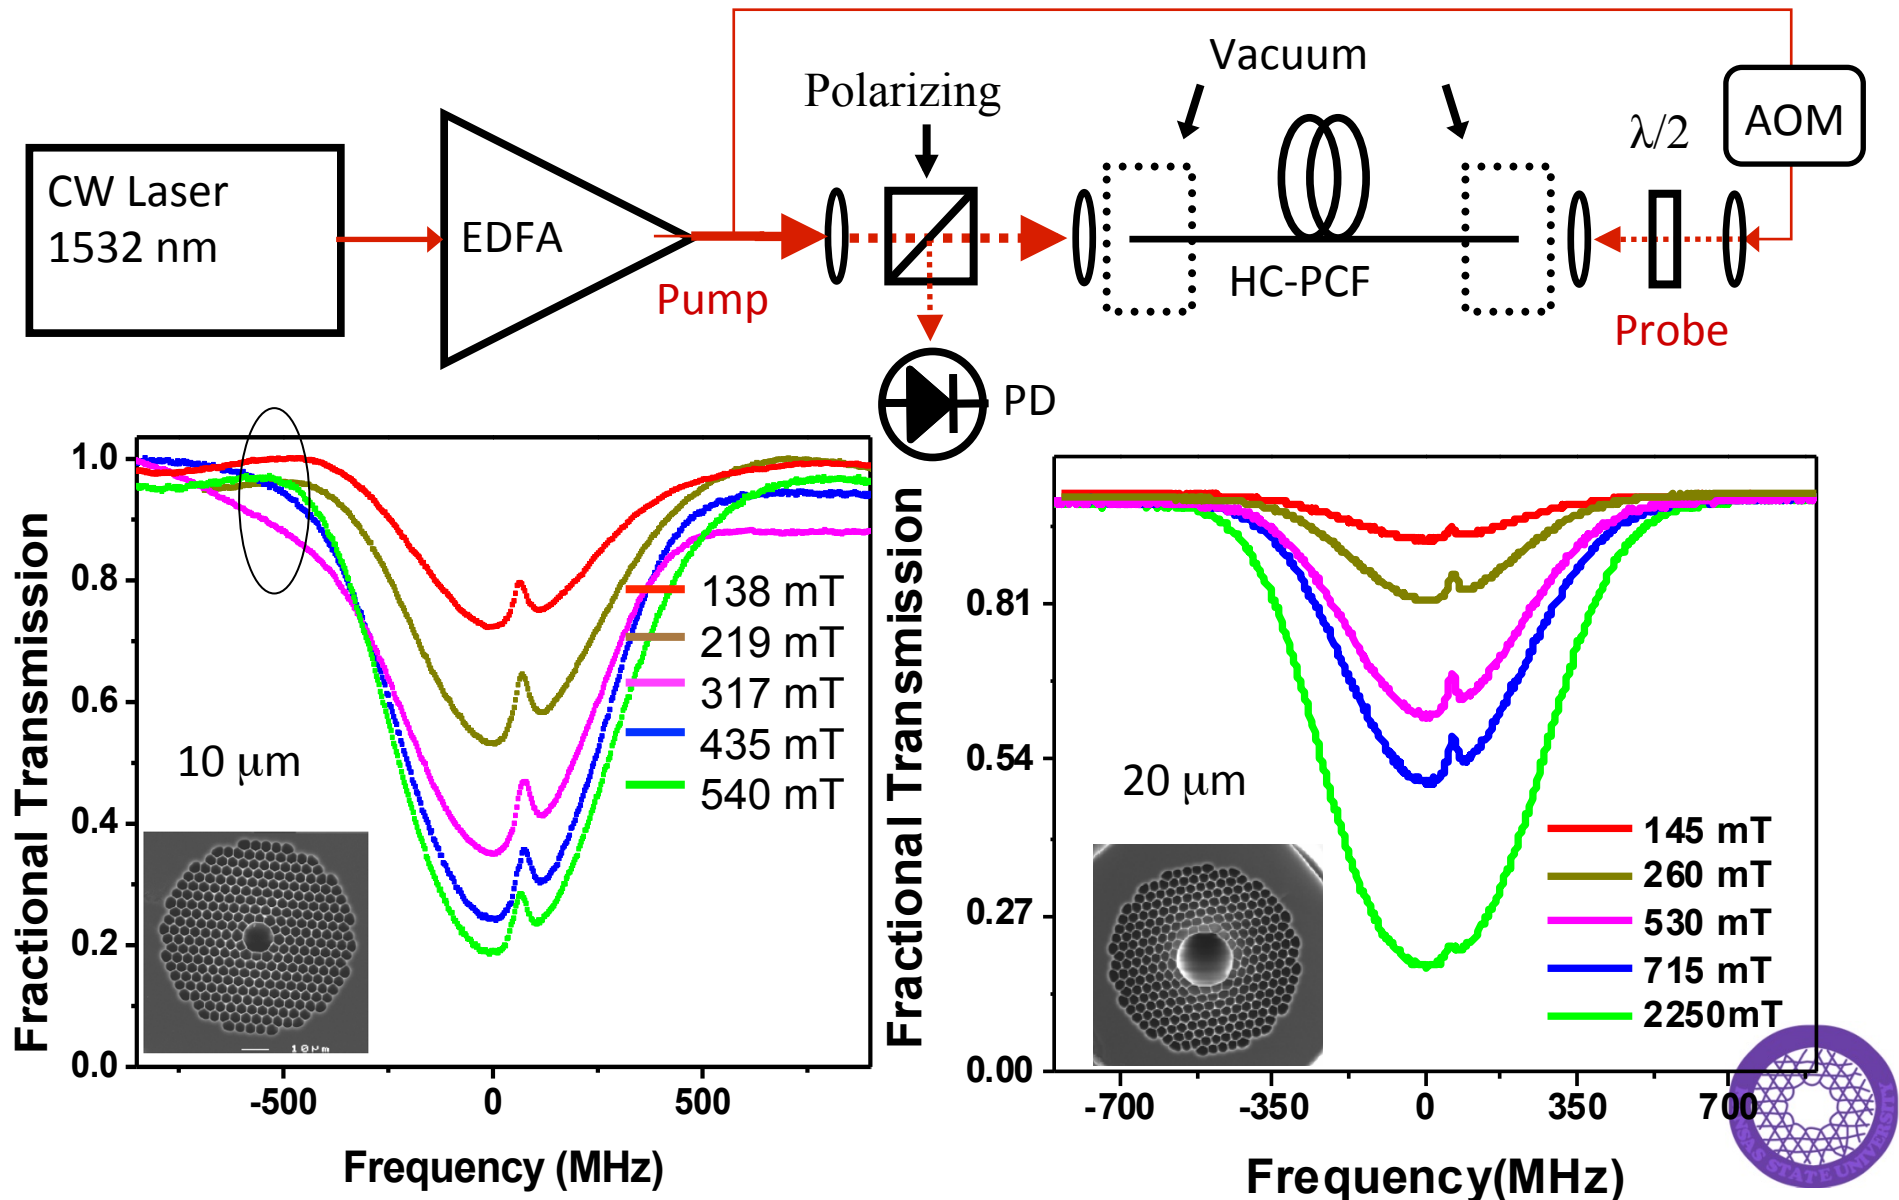 Vacuum
Polarizing
AOM
λ/2
CW Laser
1532 nm
EDFA
Pump
HC-PCF
Probe
PD
Fractional Transmission
1.0
0.8
0.6
0.4
0.2
0.0
-500
0
500
Frequency (MHz)
138 mT
219 mT
317 mT
435 mT
540 mT
10 μm
10μm
Fractional Transmission
0.81
0.54
0.27
0.00
-700
-350
0
350
700
Frequency(MHz)
20 μm
145 mT
260 mT
530 mT
715 mT
2250mT
STATE UNIVERSITY